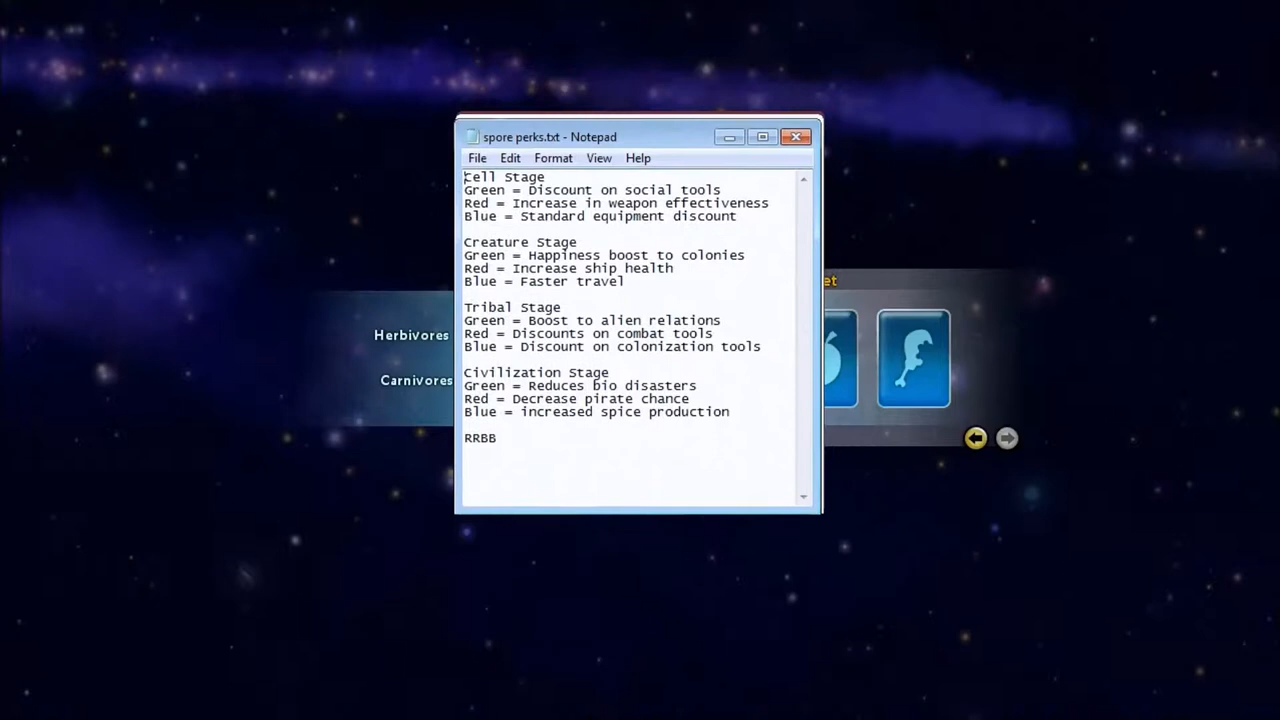 spore perks.txt - Notepad
File Edit Format View Help
Cell Stage
Green = Discount on social tools
Red = Increase in weapon effectiveness
Blue = Standard equipment discount
Creature Stage
Green = Happiness boost to colonies
Red = Increase ship health
Blue = Faster travel
Tribal Stage
Green = Boost to alien relations
Red = Discounts on combat tools
Blue = Discount on colonization tools
Civilization Stage
Green = Reduces bio disasters
Red = Decrease pirate chance
Blue = increased spice production
RRBB
Herbivores
Carnivores